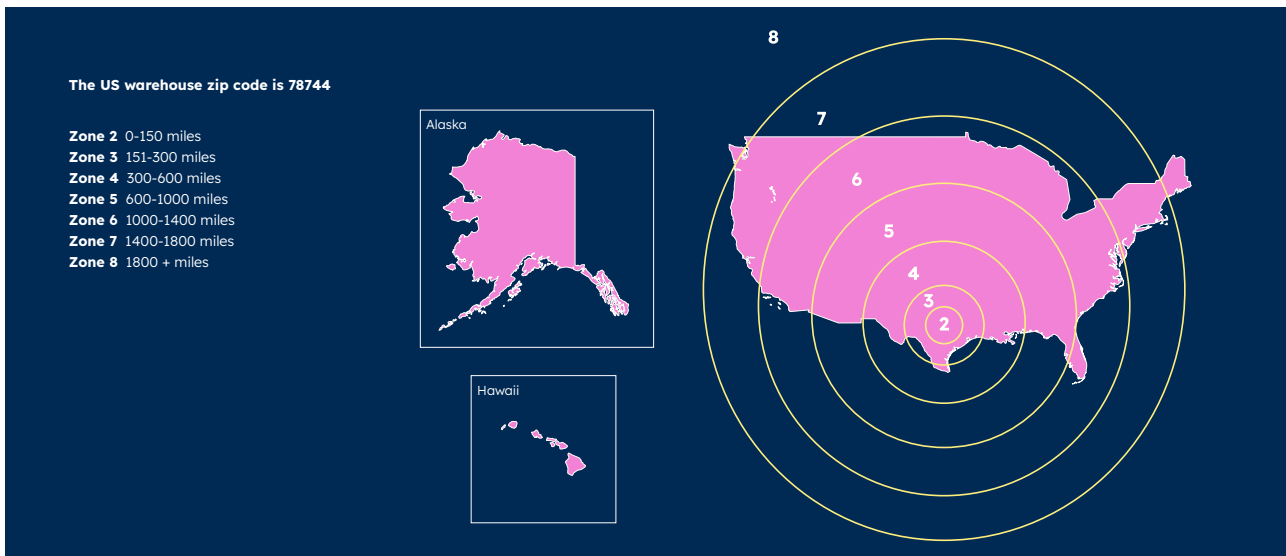 The US warehouse zip code is 78744
Zone 2 0-150 miles
Zone 3 151-300 miles
Zone 4 300-600 miles
Zone 5 600-1000 miles
Zone 6 1000-1400 miles
Zone 7 1400-1800 miles
Zone 8 1800 + miles
Alaska
Hawaii
8
7
6
5
4
3
2